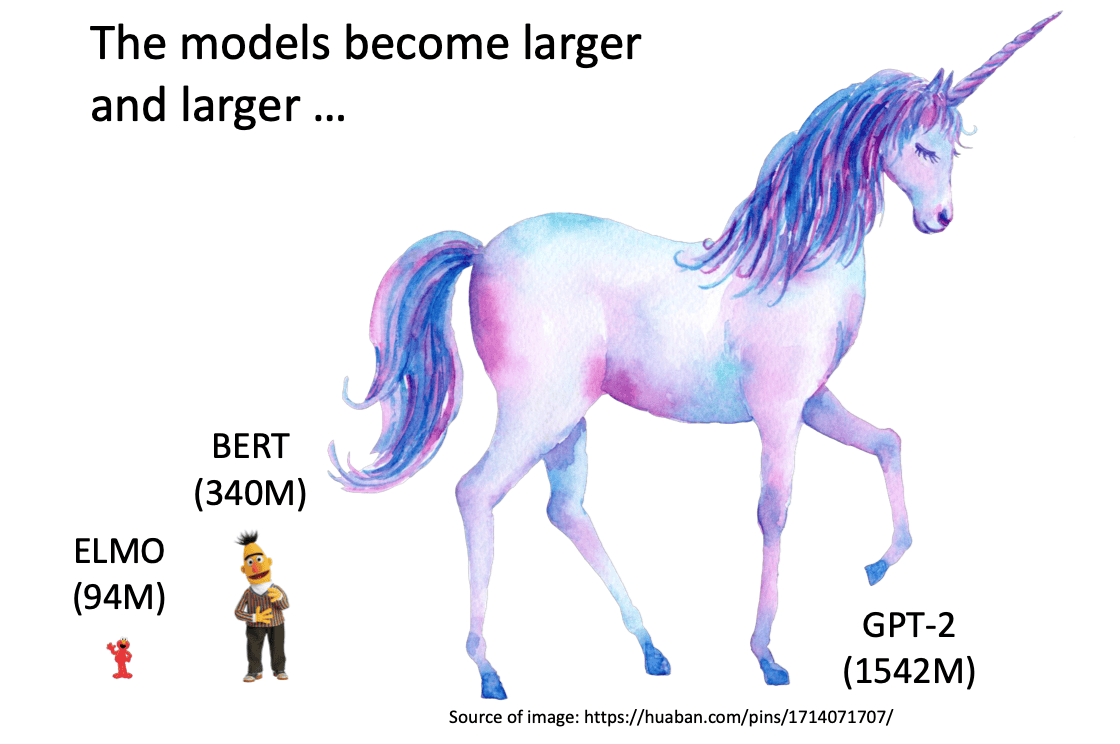 The models become larger
and larger …
BERT
(340M)
ELMO
(94M)
GPT-2
(1542M)
Source of image: https://huaban.com/pins/1714071707/